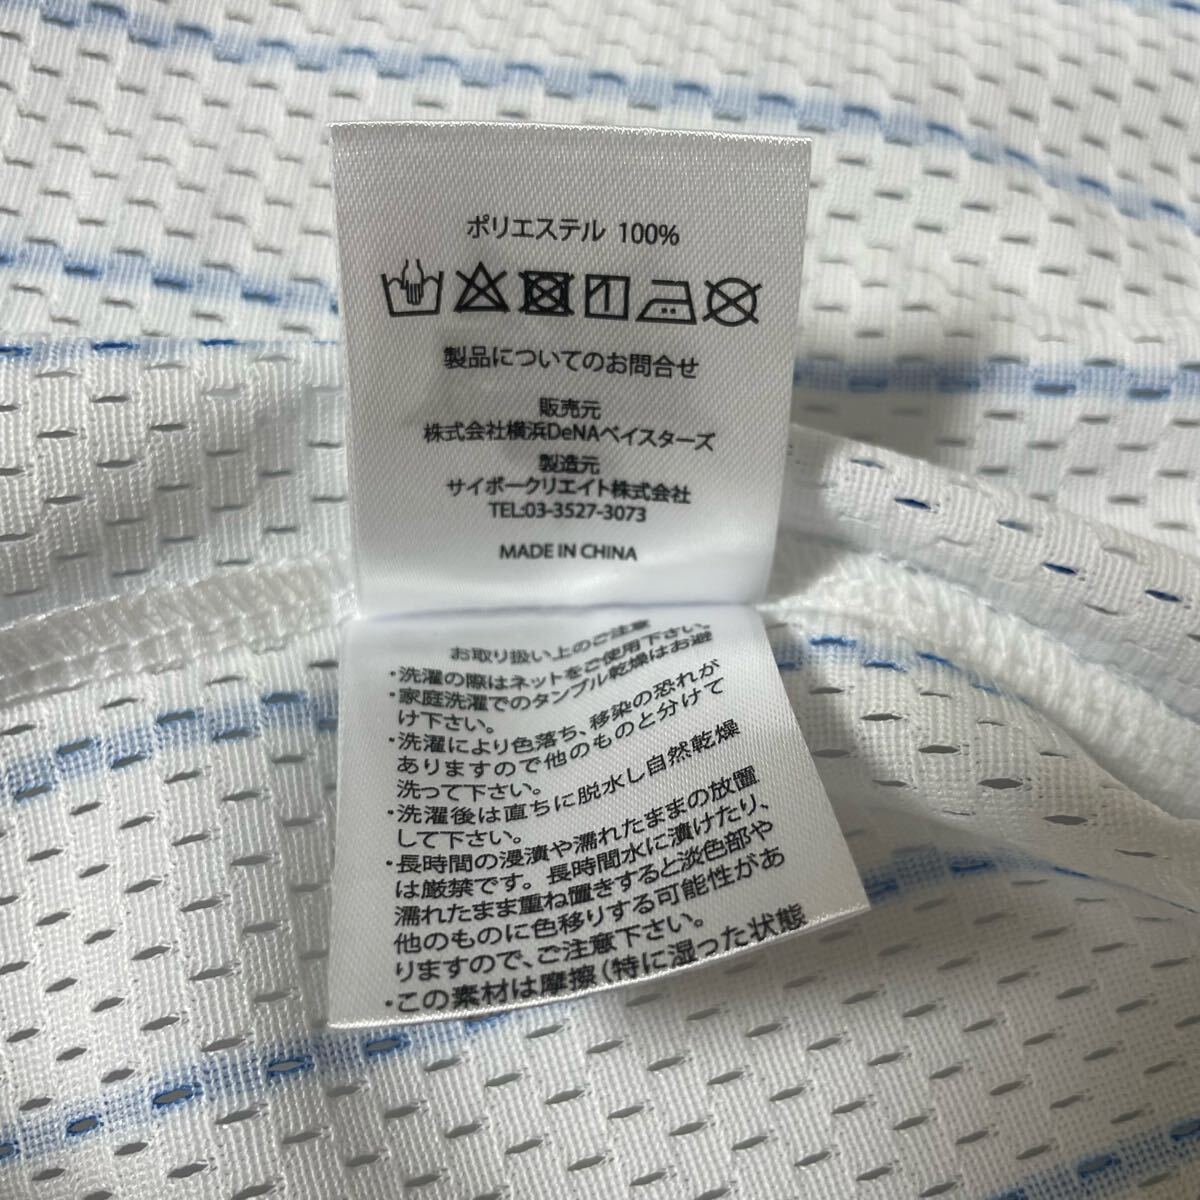 ポリエステル 100%
製品についてのお問合せ
販売元
株式会社横浜DeNAベイスターズ
製造元
サイボークリエイト株式会社
TEL:03-3527-3073
MADE IN CHINA
お取り扱い上のご注意
・洗濯の際はネットをご使用下さい。
・家庭洗濯でのタンブル乾燥はお避
け下さい。
・洗濯により色落ち、移染の恐れが
ありますので他のものと分けて
洗って下さい。
・洗濯後は直ちに脱水し自然乾燥
して下さい。
・長時間の浸漬や濡れたままの放置
は厳禁です。長時間水に漬けたり、
濡れたまま重ね置きすると淡色部や
他のものに色移りする可能性があ
りますので、ご注意下さい。
・この素材は摩擦(特に湿った状態